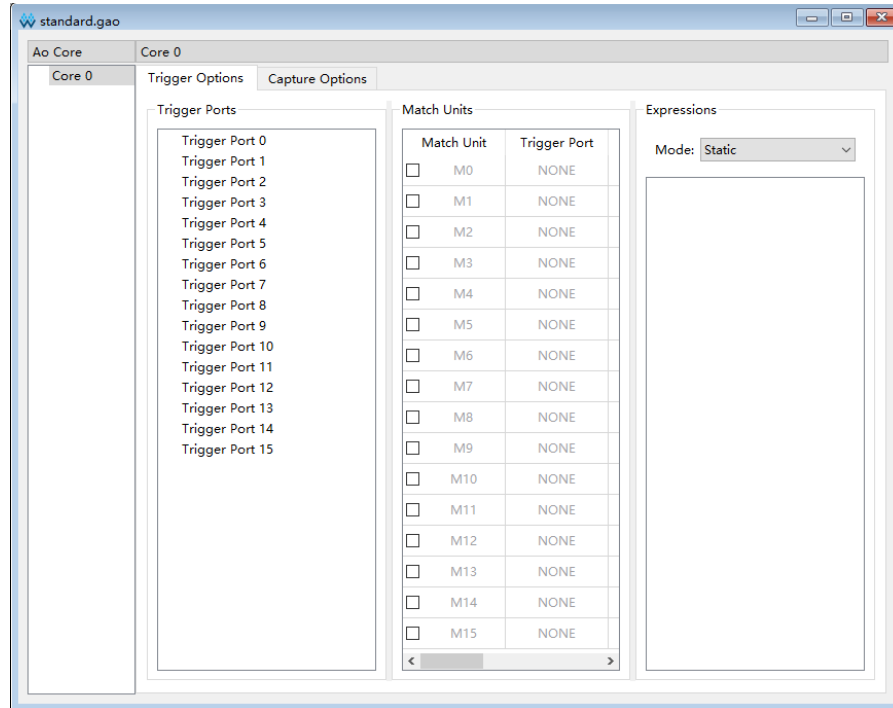 standard.gao
Ao Core
Core 0
Core 0
Trigger Options
Capture Options
Trigger Ports
Trigger Port 0
Trigger Port 1
Trigger Port 2
Trigger Port 3
Trigger Port 4
Trigger Port 5
Trigger Port 6
Trigger Port 7
Trigger Port 8
Trigger Port 9
Trigger Port 10
Trigger Port 11
Trigger Port 12
Trigger Port 13
Trigger Port 14
Trigger Port 15
Match Units
Match Unit Trigger Port
M0 NONE
M1 NONE
M2 NONE
M3 NONE
M4 NONE
M5 NONE
M6 NONE
M7 NONE
M8 NONE
M9 NONE
M10 NONE
M11 NONE
M12 NONE
M13 NONE
M14 NONE
M15 NONE
Expressions
Mode: Static